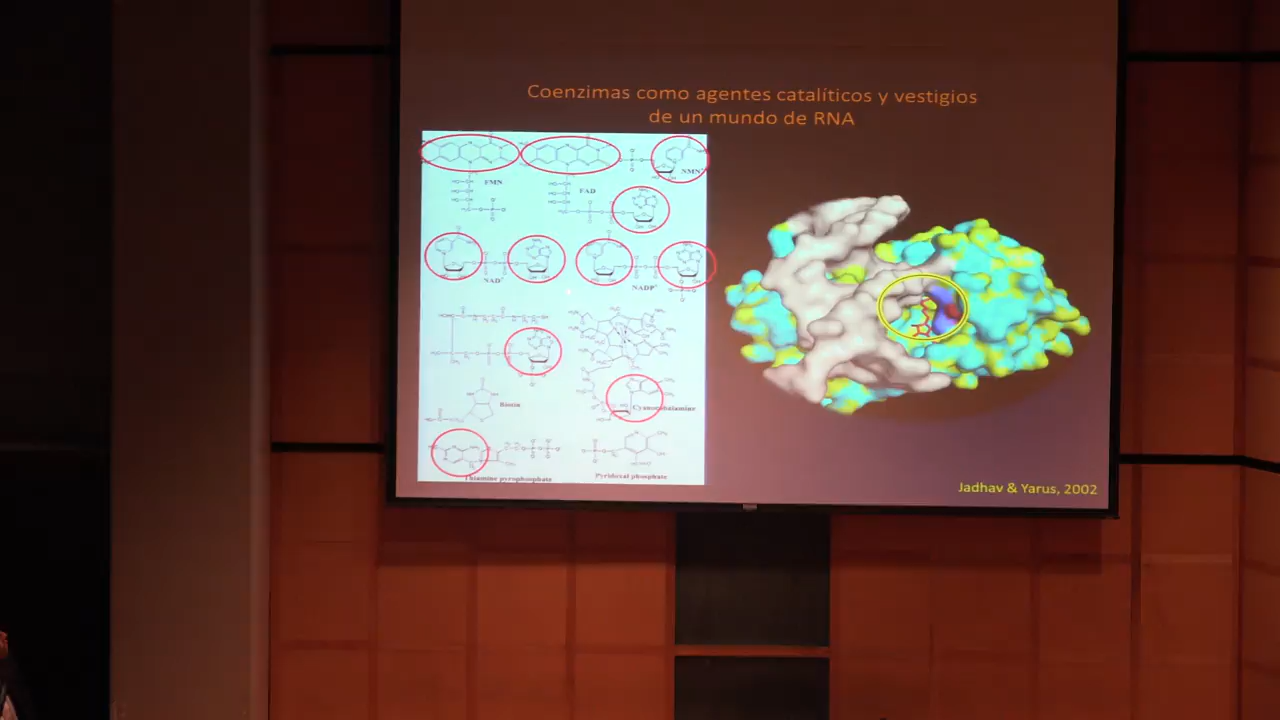 Coenzimas como agentes catalíticos y vestigios
de un mundo de RNA
NMN⁺
FMN
FAD
NAD⁺
NADP⁺
Biotin
Cyanocobalamine
Thiamine pyrophosphate
Pyridoxal phosphate
Jadhav & Yarus, 2002